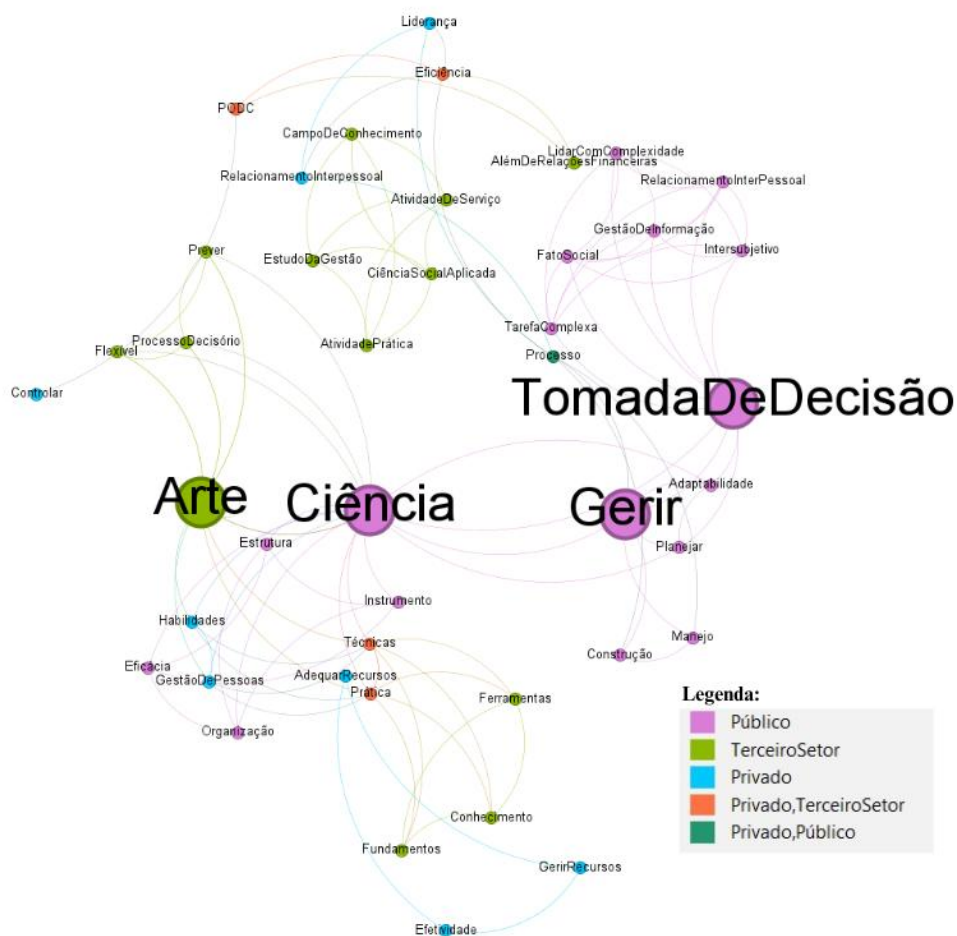 Liderança
Eficiência
PODC
CampoDeConhecimento
LidarComComplexidade
AlémDeRelaçõesFinanceiras
RelacionamentoInterpessoal
RelacionamentoInterPessoal
AtividadeDeServiço
GestãoDeInformação
Prever
FatoSocial
Intersubjetivo
EstudoDaGestão
CiênciaSocialAplicada
TarefaComplexa
ProcessoDecisório
AtividadePrática
Flexível
Processo
Controlar
TomadaDeDecisão
Adaptabilidade
Arte
Ciência
Gerir
Estrutura
Planejar
Instrumento
Habilidades
Técnicas
Manejo
Construção
Eficácia
GestãoDePessoas
AdequarRecursos
Prática
Ferramentas
Organização
Conhecimento
Fundamentos
GerirRecursos
Efetividade
Legenda:
Público
TerceiroSetor
Privado
Privado,TerceiroSetor
Privado,Público